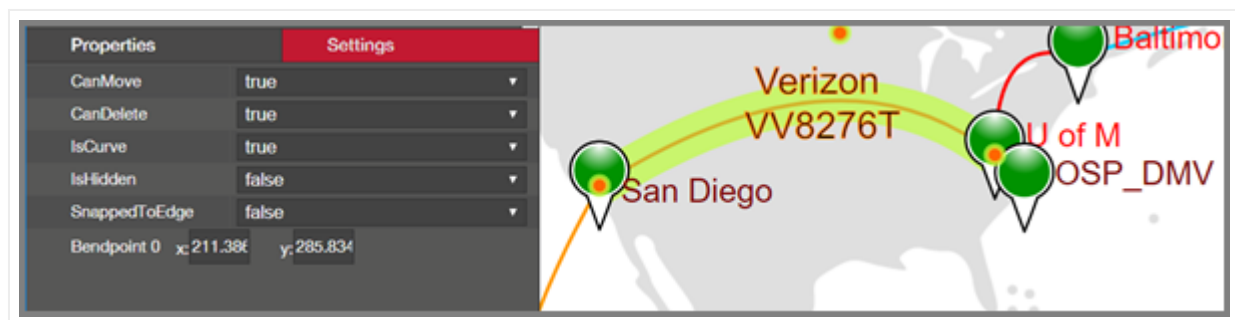 Properties Settings
CanMove true
CanDelete true
IsCurve true
IsHidden false
SnappedToEdge false
Bendpoint 0 x: 211.386 y: 285.834
Baltimo
Verizon
VV8276T
U of M
OSP_DMV
San Diego